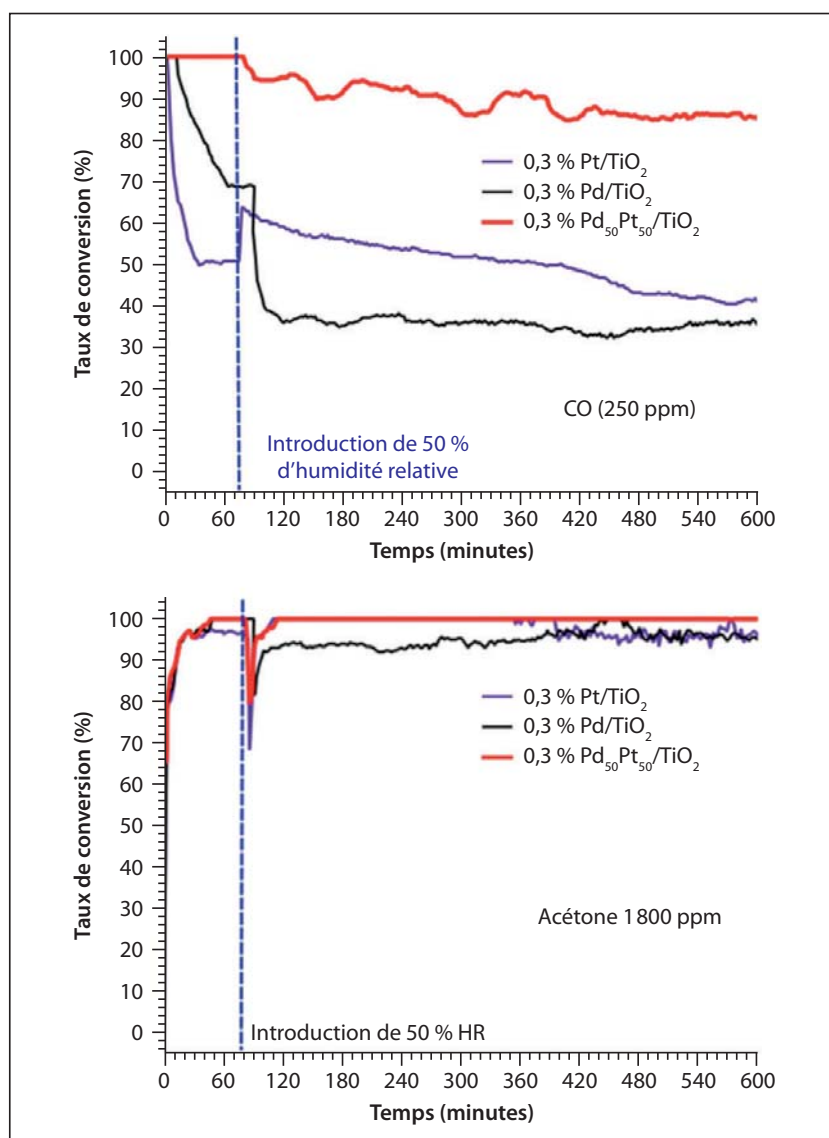 100
90
80
70
60
50
40
30
20
10
0
Taux de conversion (%)
0,3 % Pt/TiO₂
0,3 % Pd/TiO₂
0,3 % Pd₅₀Pt₅₀/TiO₂
CO (250 ppm)
Introduction de 50 %
d’humidité relative
0 60 120 180 240 300 360 420 480 540 600
Temps (minutes)
100
90
80
70
60
50
40
30
20
10
0
Taux de conversion (%)
0,3 % Pt/TiO₂
0,3 % Pd/TiO₂
0,3 % Pd₅₀Pt₅₀/TiO₂
Acétone 1 800 ppm
Introduction de 50 % HR
0 60 120 180 240 300 360 420 480 540 600
Temps (minutes)